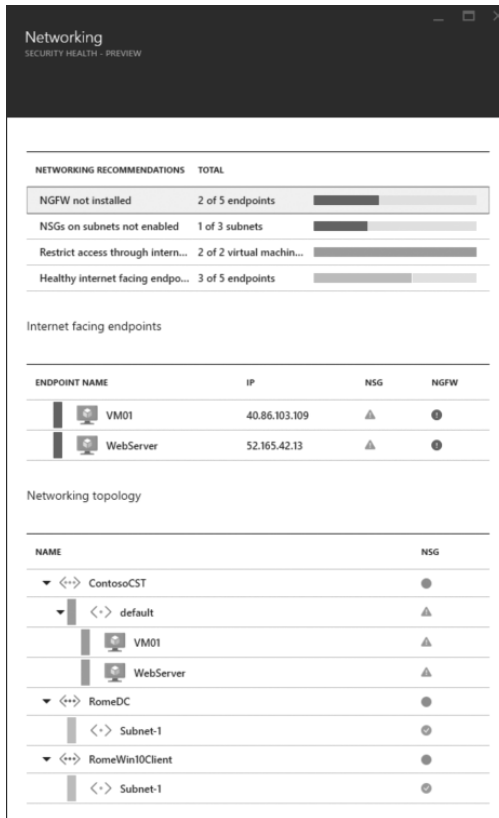 Networking
SECURITY HEALTH - PREVIEW
NETWORKING RECOMMENDATIONS TOTAL
NGFW not installed 2 of 5 endpoints
NSGs on subnets not enabled 1 of 3 subnets
Restrict access through intern... 2 of 2 virtual machin...
Healthy internet facing endpo... 3 of 5 endpoints
Internet facing endpoints
ENDPOINT NAME IP NSG NGFW
VM01 40.86.103.109
WebServer 52.165.42.13
Networking topology
NAME NSG
ContosoCST
default
VM01
WebServer
RomeDC
Subnet-1
RomeWin10Client
Subnet-1